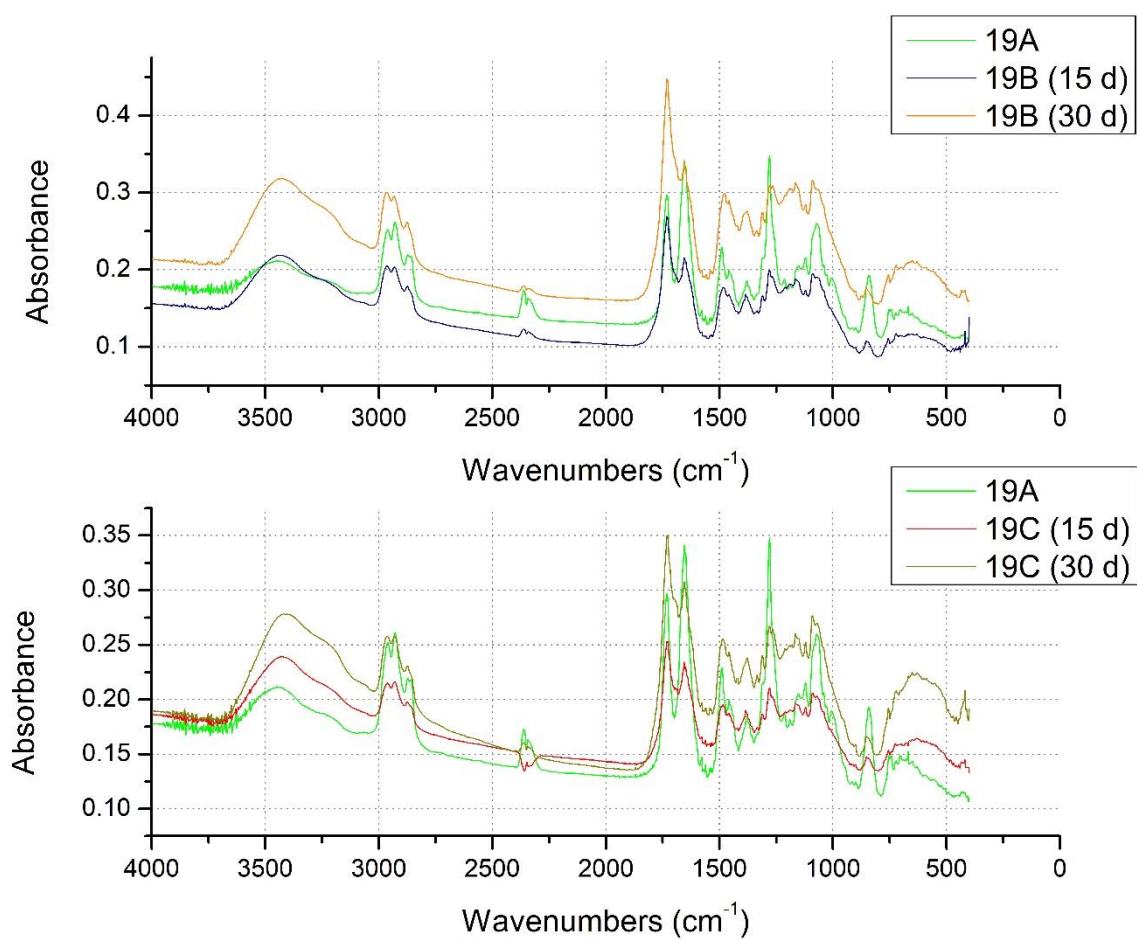 19A
19B (15 d)
19B (30 d)
0.4
0.3
0.2
0.1
Absorbance
4000 3500 3000 2500 2000 1500 1000 500 0
Wavenumbers (cm⁻¹)
19A
19C (15 d)
19C (30 d)
0.35
0.30
0.25
0.20
0.15
0.10
Absorbance
4000 3500 3000 2500 2000 1500 1000 500 0
Wavenumbers (cm⁻¹)